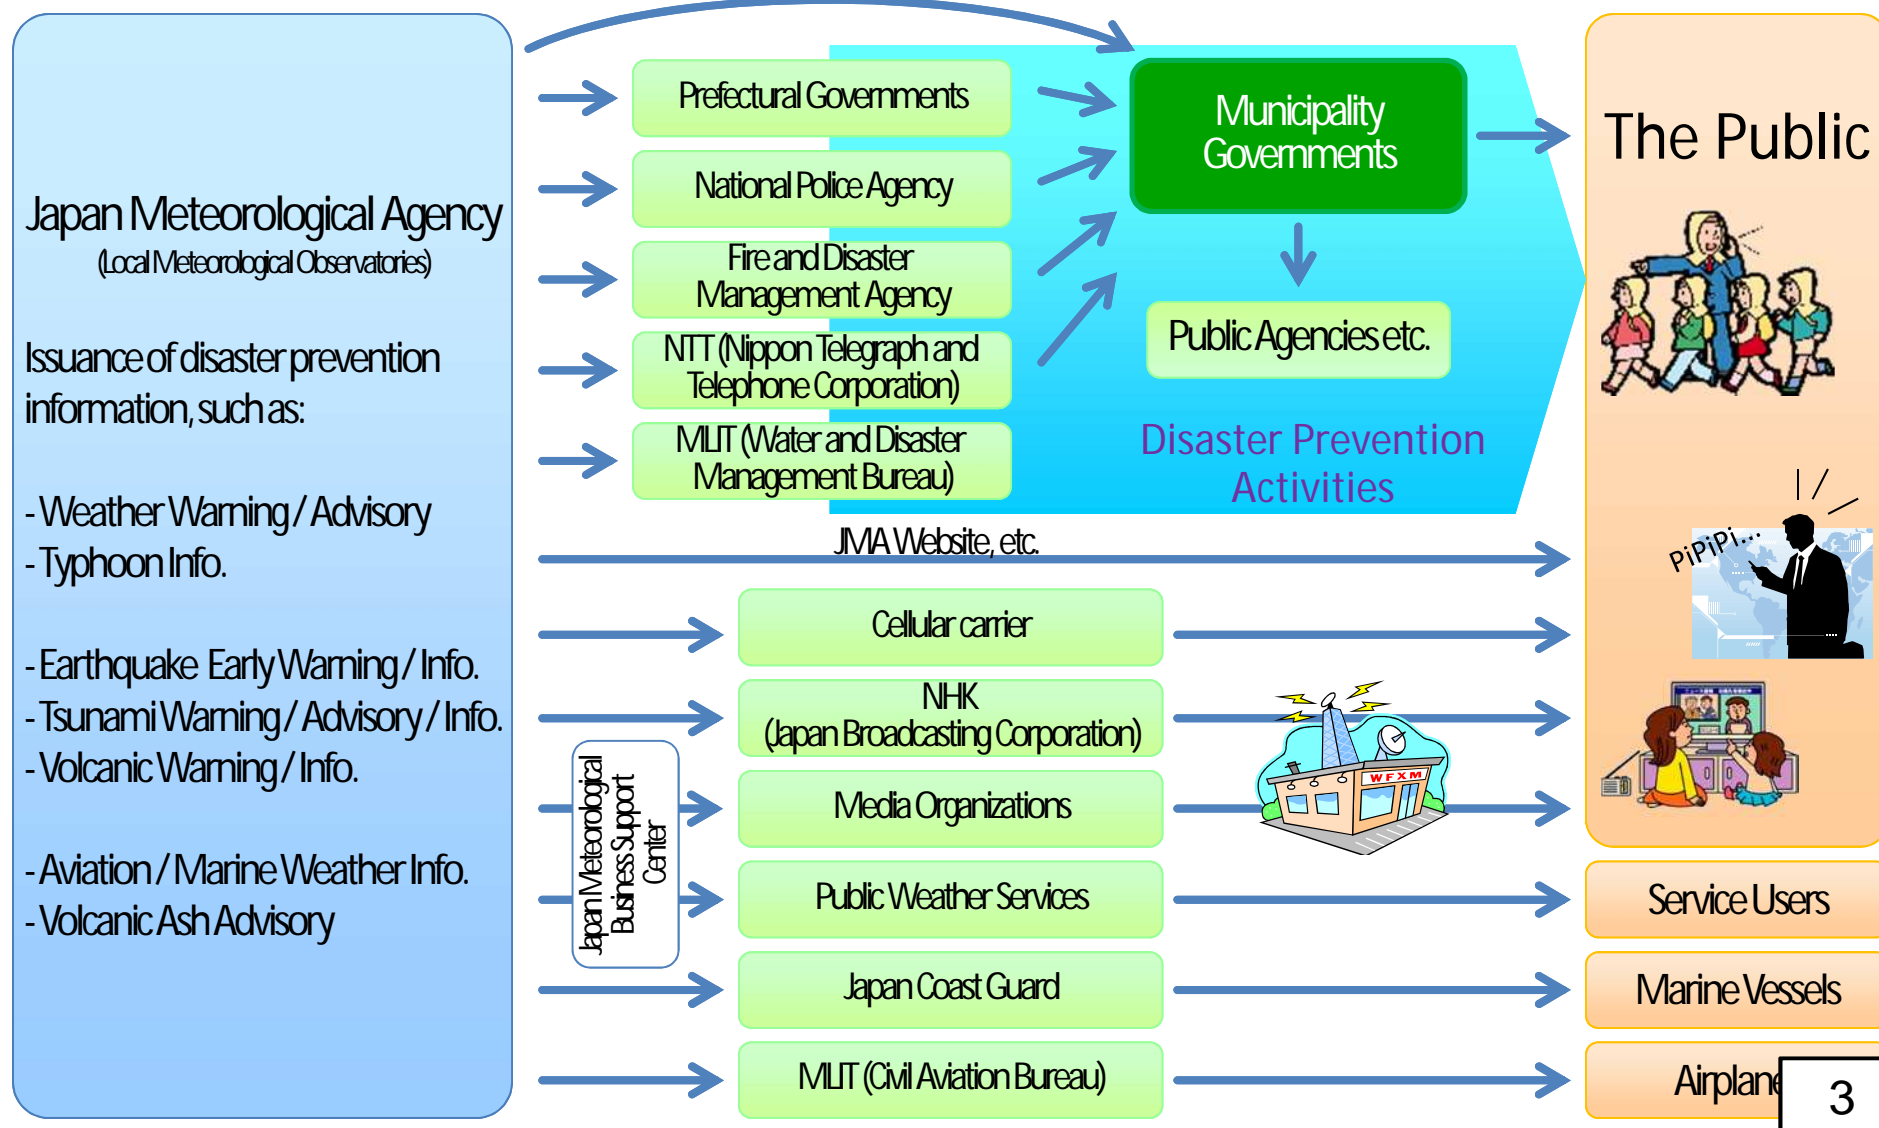 Japan Meteorological Agency
(Local Meteorological Observatories)
Issuance of disaster prevention
information, such as:
- Weather Warning / Advisory
- Typhoon Info.
- Earthquake Early Warning / Info.
- Tsunami Warning / Advisory / Info.
- Volcanic Warning / Info.
- Aviation / Marine Weather Info.
- Volcanic Ash Advisory
Prefectural Governments
National Police Agency
Fire and Disaster
Management Agency
NTT (Nippon Telegraph and
Telephone Corporation)
MLIT (Water and Disaster
Management Bureau)
Municipality
Governments
Public Agencies etc.
Disaster Prevention
Activities
JMA Website, etc.
Japan Meteorological
Business Support
Center
Cellular carrier
NHK
(Japan Broadcasting Corporation)
Media Organizations
Public Weather Services
Japan Coast Guard
MLIT (Civil Aviation Bureau)
WFXM
The Public
PiPiPi...
Service Users
Marine Vessels
Airplane
3